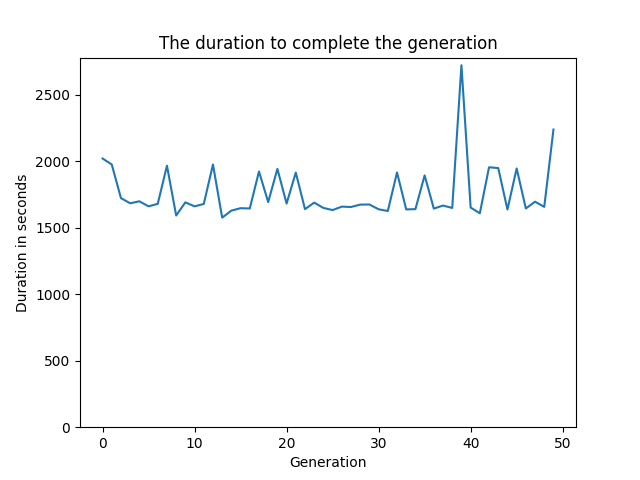 The duration to complete the generation
Duration in seconds
2500
2000
1500
1000
500
0
0 10 20 30 40 50
Generation